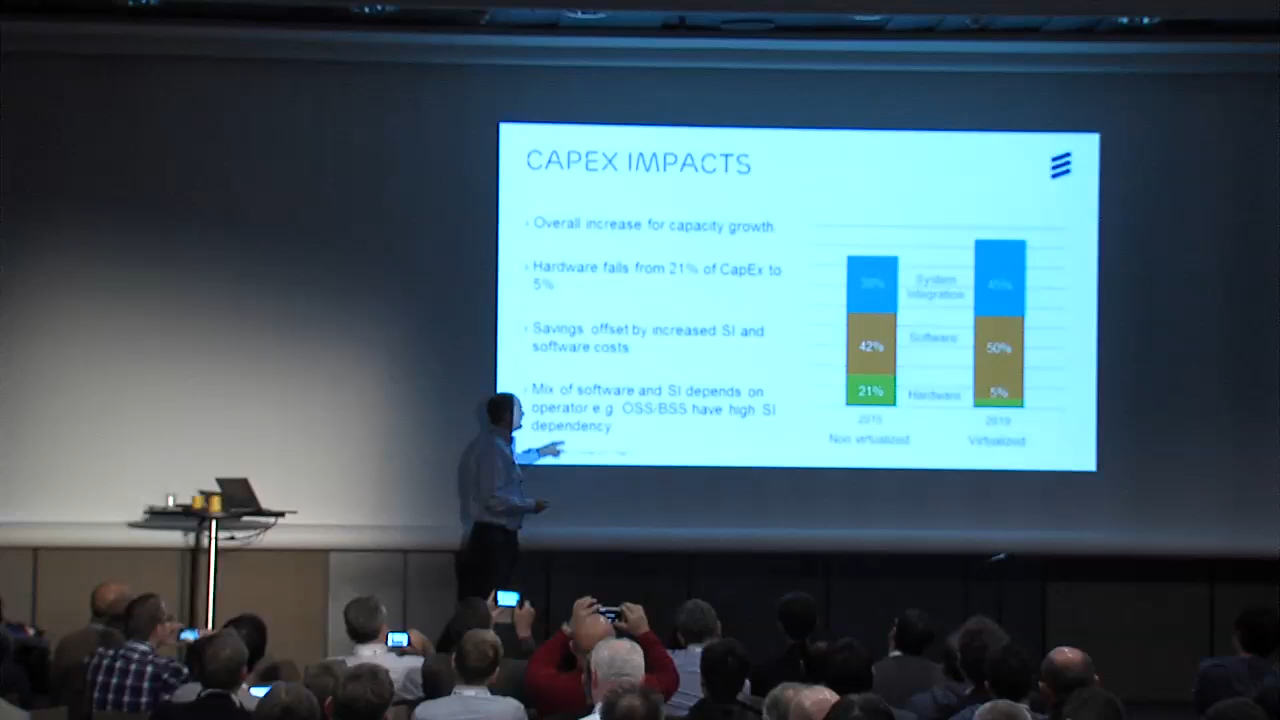 CAPEX IMPACTS
Overall increase for capacity growth
Hardware falls from 21% of CapEx to
5%
Savings offset by increased SI and
software costs
Mix of software and SI depends on
operator e.g. OSS/BSS have high SI
dependency
System
Integration
45%
Software
42%
50%
Hardware
21%
5%
2019
Non virtualized
Virtualized